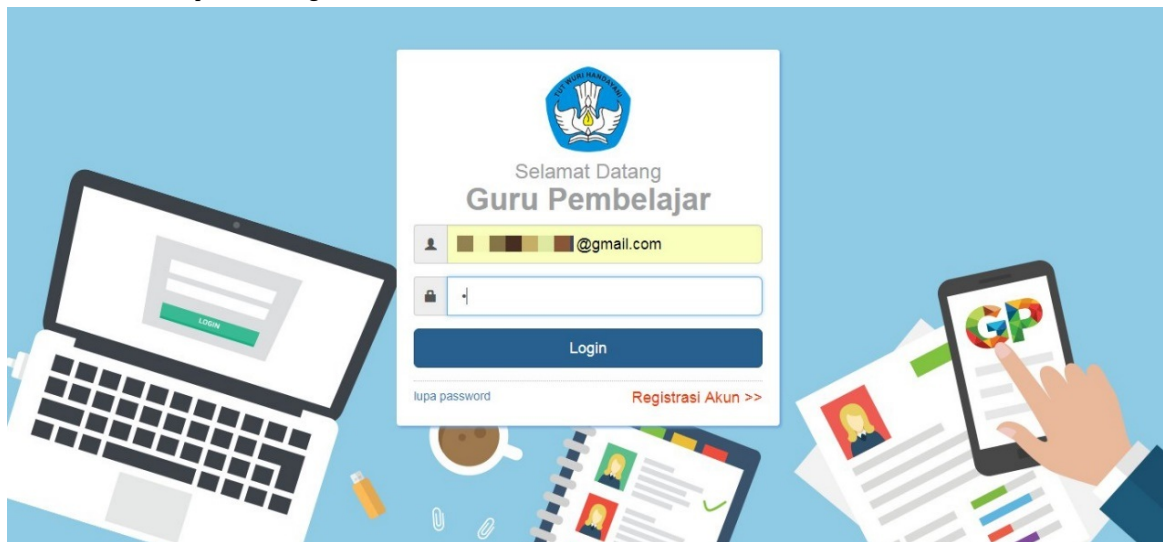 TUT WURI HANDAYANI
Selamat Datang
Guru Pembelajar
@gmail.com
Login
lupa password
Registrasi Akun >>
LOGIN
GP